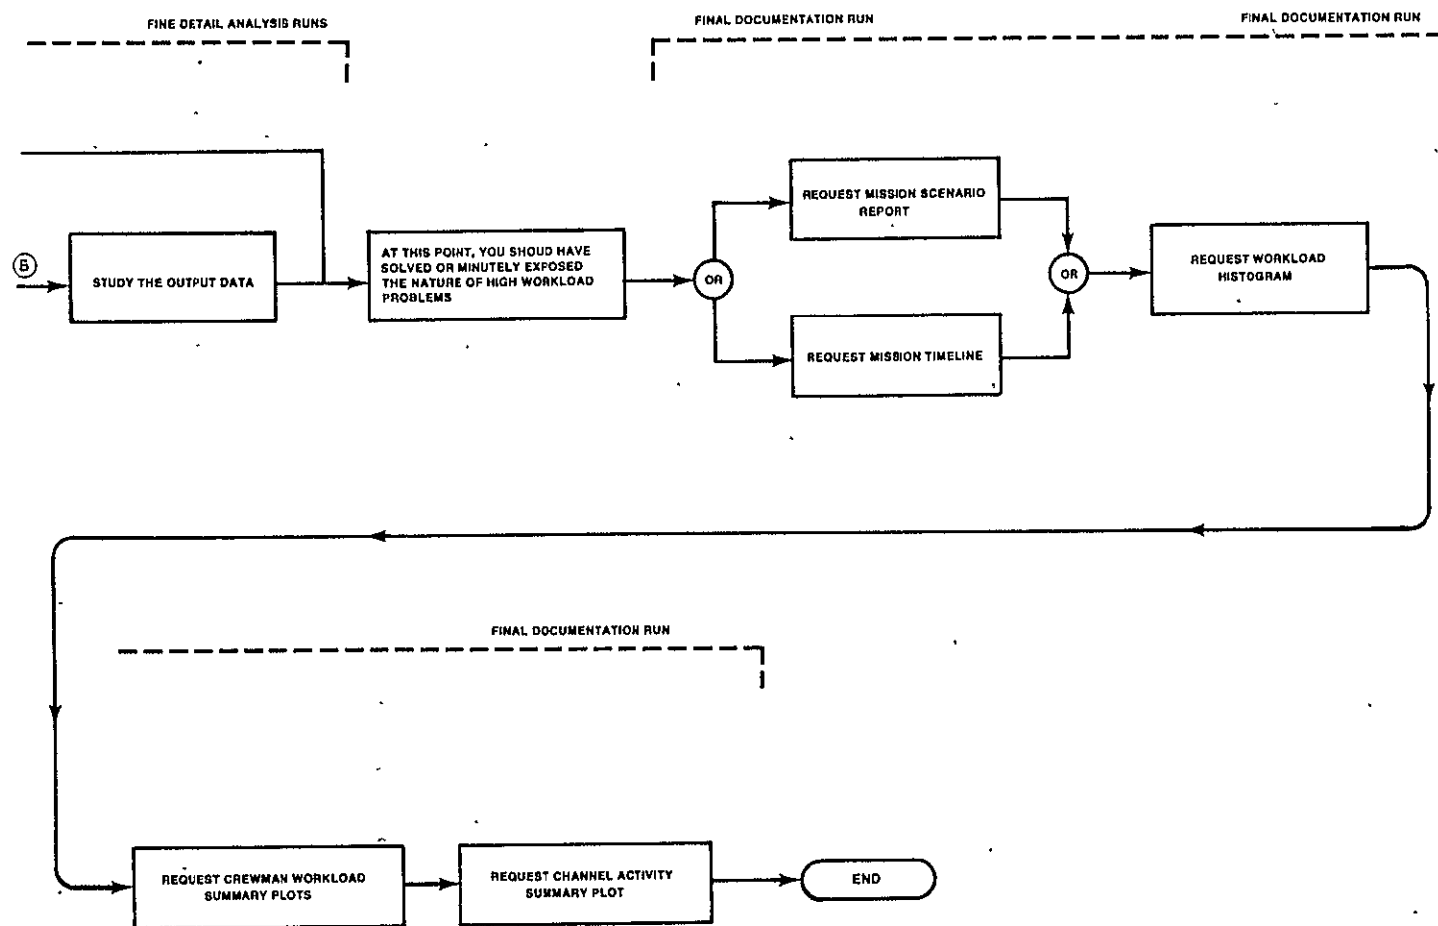 FINE DETAIL ANALYSIS RUNS
FINAL DOCUMENTATION RUN
FINAL DOCUMENTATION RUN
B
STUDY THE OUTPUT DATA
AT THIS POINT, YOU SHOUD HAVE
SOLVED OR MINUTELY EXPOSED
THE NATURE OF HIGH WORKLOAD
PROBLEMS
OR
REQUEST MISSION SCENARIO
REPORT
REQUEST MISSION TIMELINE
OR
REQUEST WORKLOAD
HISTOGRAM
FINAL DOCUMENTATION RUN
REQUEST CREWMAN WORKLOAD
SUMMARY PLOTS
REQUEST CHANNEL ACTIVITY
SUMMARY PLOT
END